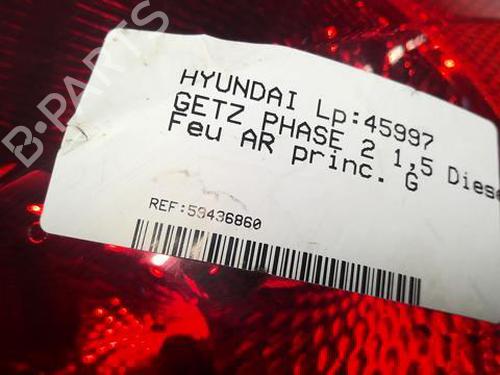 B-PARTS
HYUNDAI Lp:45997
GETZ PHASE 2 1,5 Diese
Feu AR princ. G
REF:59436860